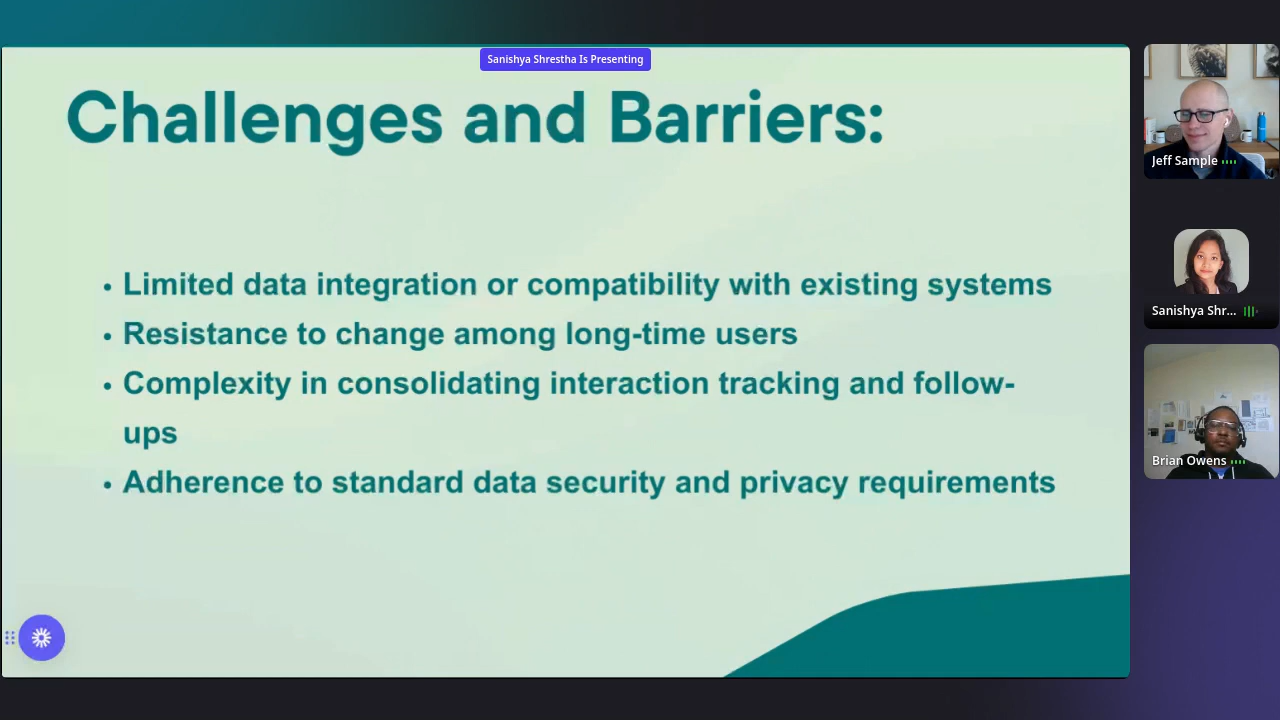 Sanishya Shrestha Is Presenting
Challenges and Barriers:
• Limited data integration or compatibility with existing systems
• Resistance to change among long-time users
• Complexity in consolidating interaction tracking and follow-
ups
• Adherence to standard data security and privacy requirements
Jeff Sample
Sanishya Shr...
Brian Owens